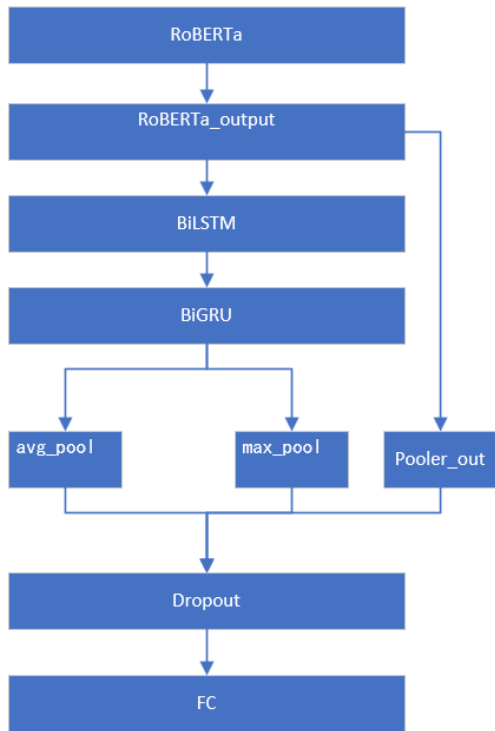 RoBERTa
RoBERTa_output
BiLSTM
BiGRU
avg_pool
max_pool
Pooler_out
Dropout
FC